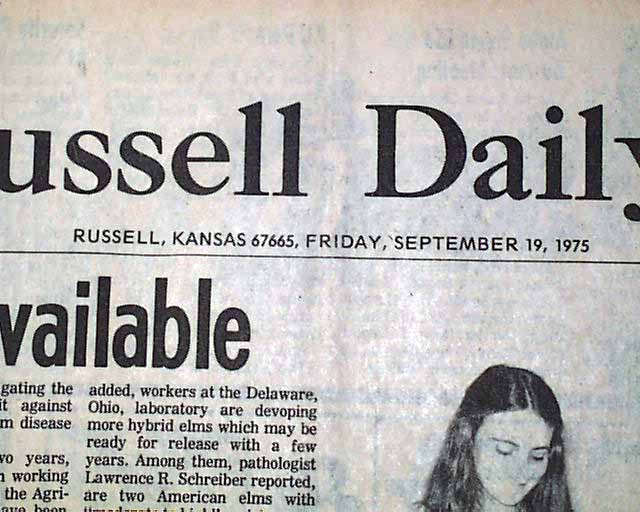 ussell Daily
RUSSELL, KANSAS 67665, FRIDAY, SEPTEMBER 19, 1975
vailable
gating the
it against
m disease
wo years,
working
the Agri-
ave been
added, workers at the Delaware,
Ohio, laboratory are devoping
more hybrid elms which may be
ready for release with a few
years. Among them, pathologist
Lawrence R. Schreiber reported,
are two American elms with